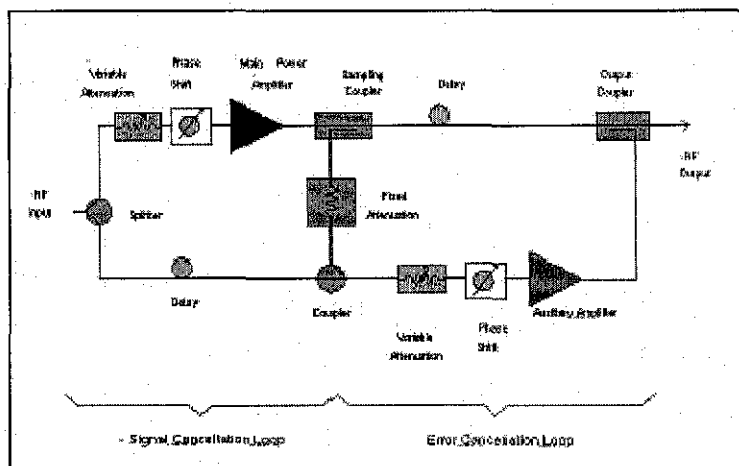 Variable
Attenuation
Phase
Shift
Main Power
Amplifier
Sampling
Coupler
Delay
Output
Coupler
RF
Input
Splitter
Fixed
Attenuation
RF
Output
Delay
Coupler
Variable
Attenuation
Phase
Shift
Auxiliary Amplifier
Signal Cancellation Loop
Error Cancellation Loop